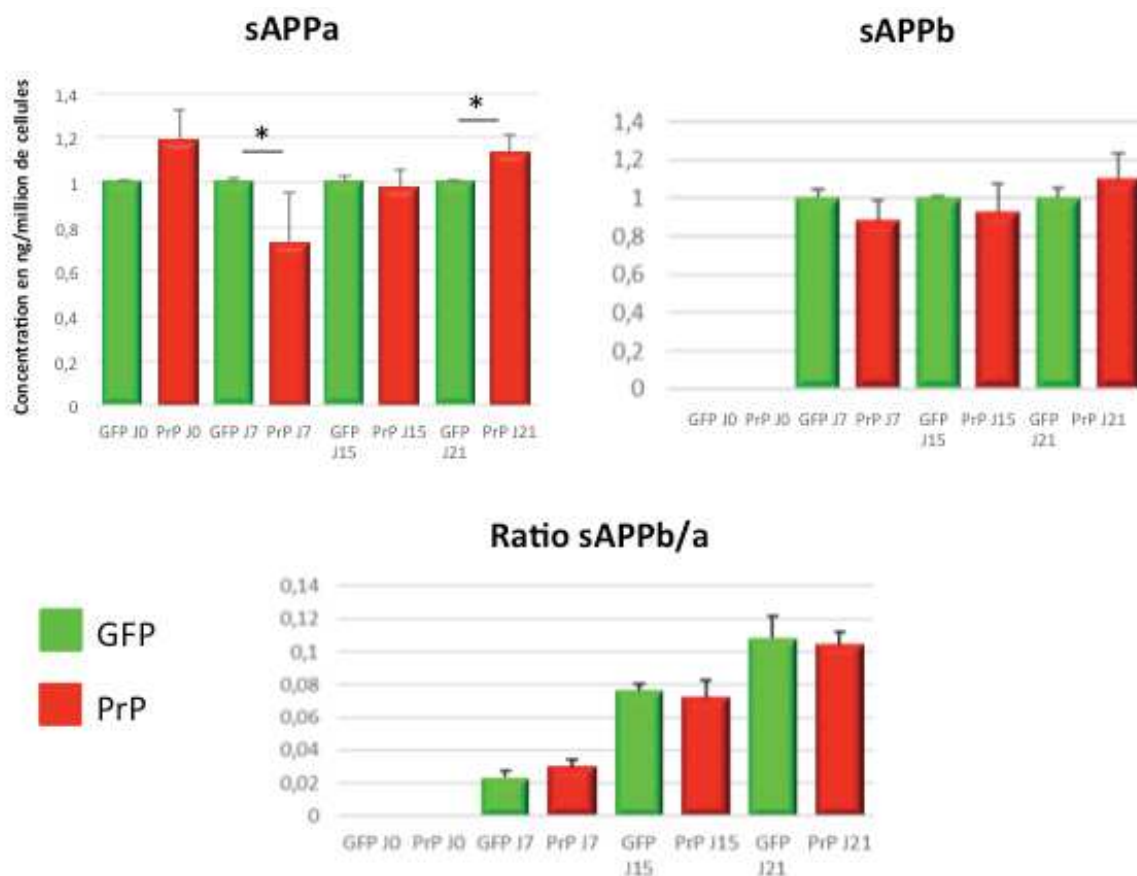 sAPPa
Concentration en ng/million de cellules
1,4
1,2
1
0,8
0,6
0,4
0,2
0
*
*
GFP J0 PrP J0 GFP J7 PrP J7 GFP PrP J15 GFP PrP J21
J15 J21
sAPPb
1,4
1,2
1
0,8
0,6
0,4
0,2
0
GFP J0 PrP J0 GFP J7 PrP J7 GFP PrP J15 GFP PrP J21
J15 J21
Ratio sAPPb/a
GFP
PrP
0,14
0,12
0,1
0,08
0,06
0,04
0,02
0
GFP J0 PrP J0 GFP J7 PrP J7 GFP PrP J15 GFP PrP J21
J15 J21